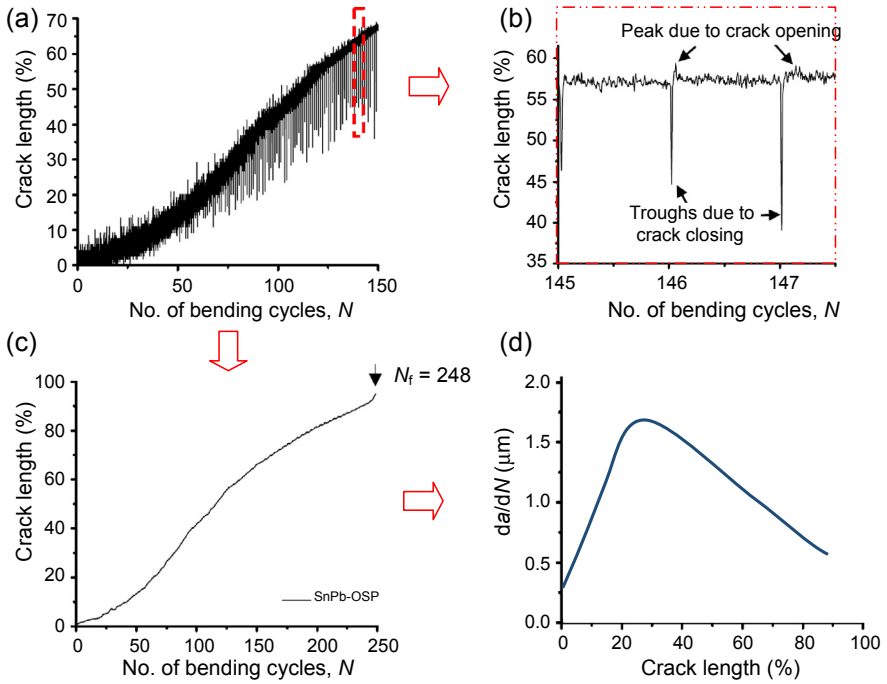 (a)
Crack length (%)
70
60
50
40
30
20
10
0
0 50 100 150
No. of bending cycles, N
(b)
Crack length (%)
60
55
50
45
40
35
Peak due to crack opening
Troughs due to
crack closing
145 146 147
No. of bending cycles, N
(c)
Crack length (%)
100
80
60
40
20
0
Nf = 248
SnPb-OSP
0 50 100 150 200 250
No. of bending cycles, N
(d)
da/dN (μm)
2.0
1.5
1.0
0.5
0.0
0 20 40 60 80 100
Crack length (%)